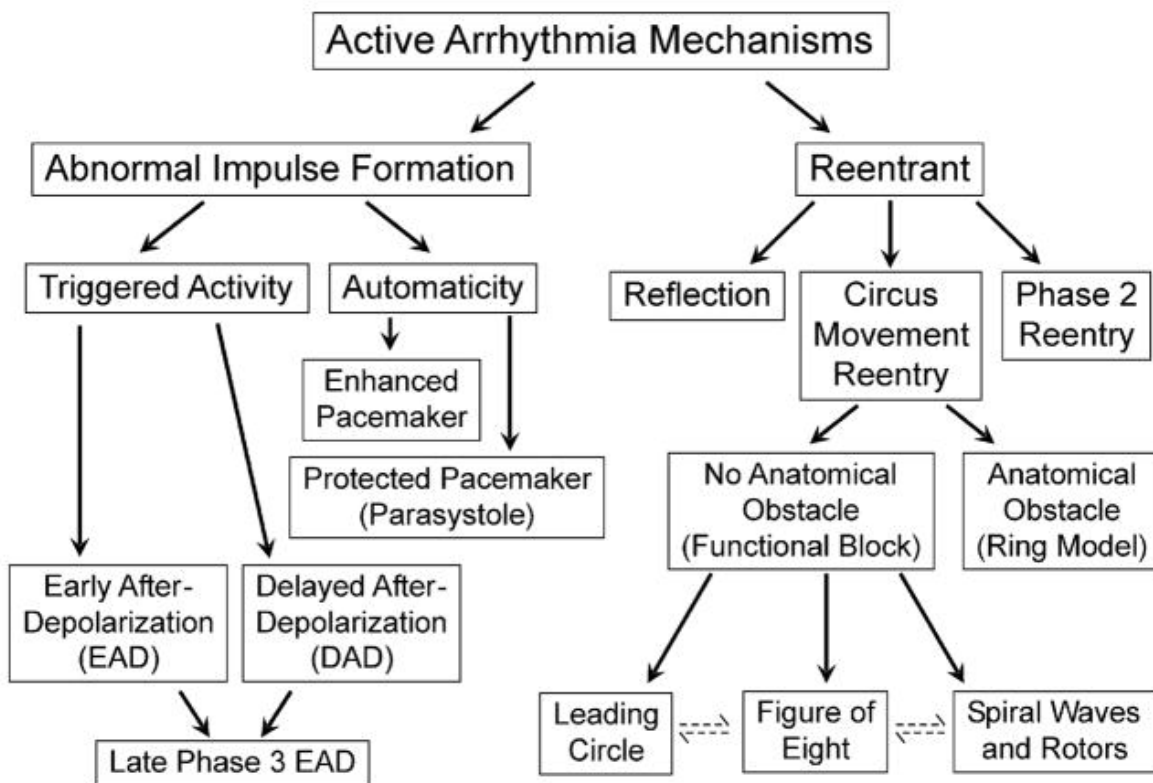 Active Arrhythmia Mechanisms
Abnormal Impulse Formation
Reentrant
Triggered Activity
Automaticity
Reflection
Circus
Movement
Reentry
Phase 2
Reentry
Enhanced
Pacemaker
Protected Pacemaker
(Parasystole)
No Anatomical
Obstacle
(Functional Block)
Anatomical
Obstacle
(Ring Model)
Early After-
Depolarization
(EAD)
Delayed After-
Depolarization
(DAD)
Leading
Circle
Figure of
Eight
Spiral Waves
and Rotors
Late Phase 3 EAD